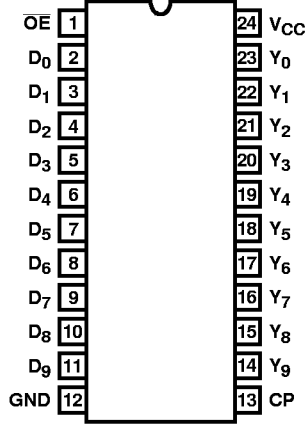 O̅E̅ 1 24 VCC
D0 2 23 Y0
D1 3 22 Y1
D2 4 21 Y2
D3 5 20 Y3
D4 6 19 Y4
D5 7 18 Y5
D6 8 17 Y6
D7 9 16 Y7
D8 10 15 Y8
D9 11 14 Y9
GND 12 13 CP